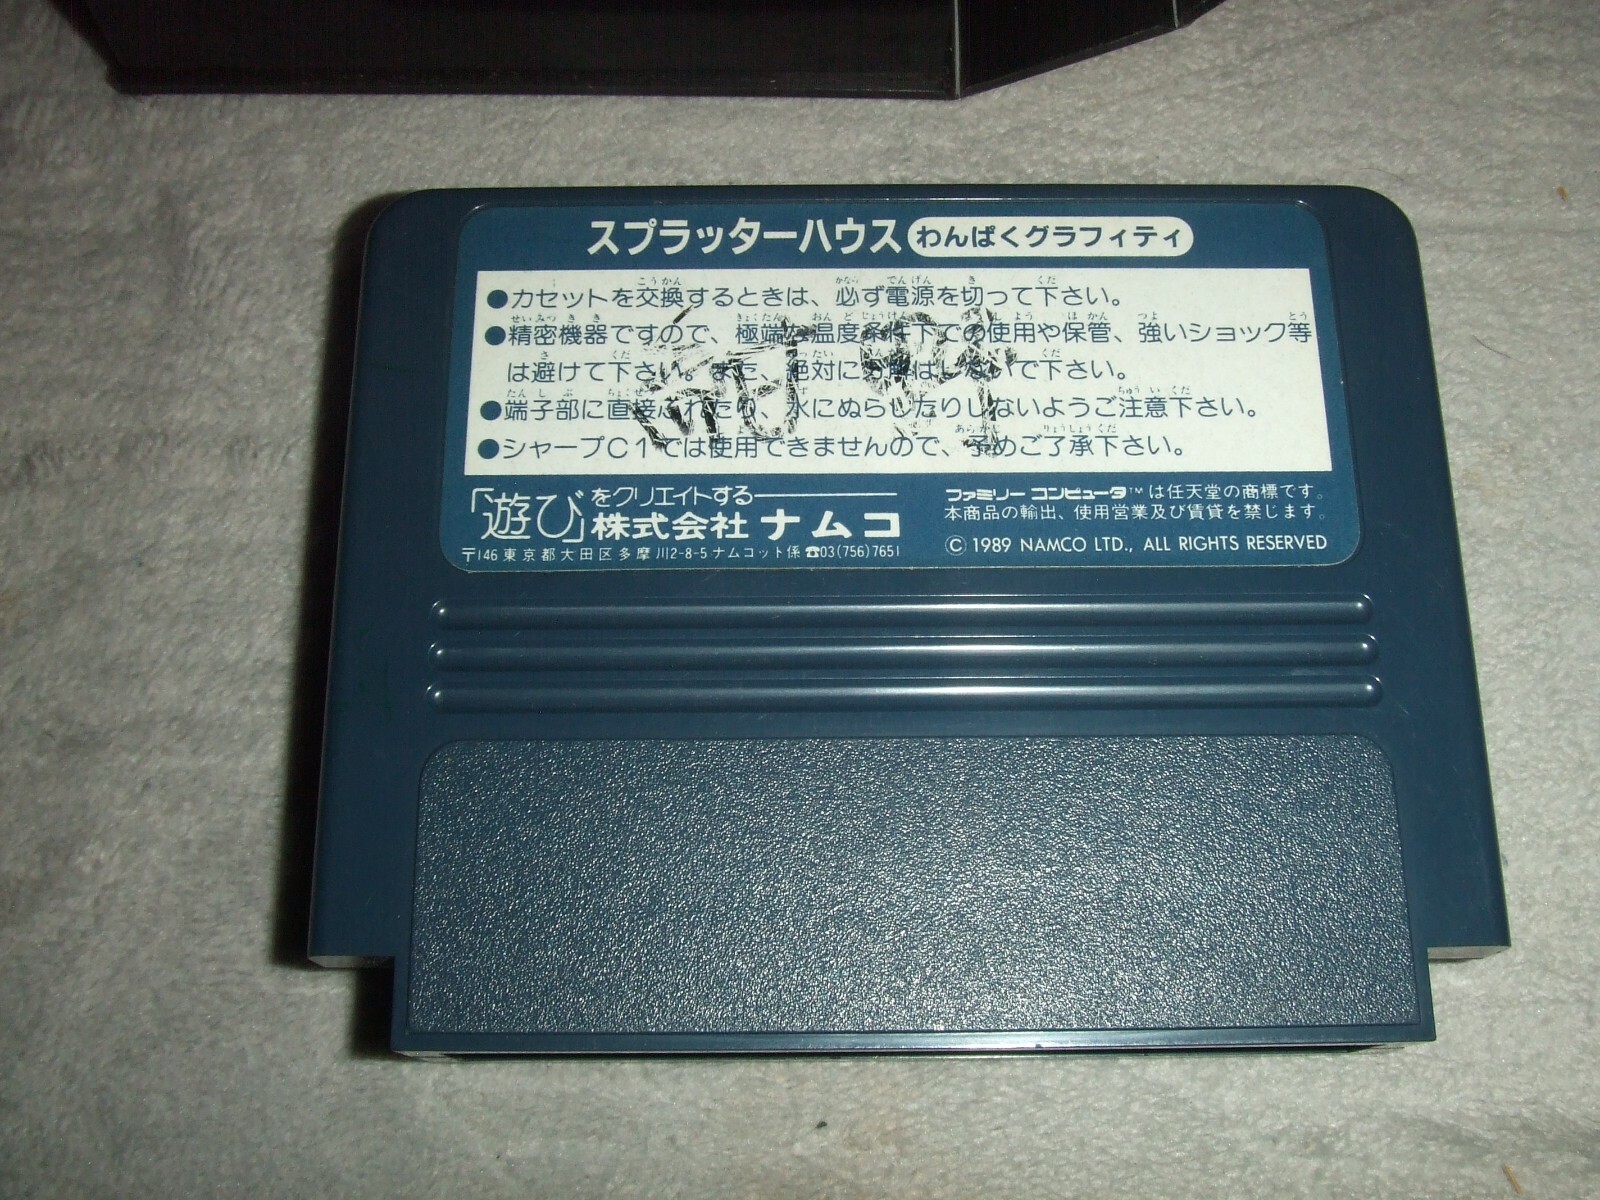 スプラッターハウス わんぱくグラフィティ
●カセットを交換するときは、必ず電源を切って下さい。
●精密機器ですので、極端な温度条件下での使用や保管、強いショック等
は避けて下さい。また、絶対に分解はしないで下さい。
●端子部に直接ふれたり、水にぬらしたりしないようご注意下さい。
●シャープC1では使用できませんので、予めご了承下さい。
「遊び」をクリエイトする
株式会社ナムコ
〒146 東京都大田区多摩川2-8-5 ナムコット係 ☎03(756)7651
ファミリーコンピュータ™は任天堂の商標です。
本商品の輸出、使用営業及び賃貸を禁じます。
© 1989 NAMCO LTD., ALL RIGHTS RESERVED